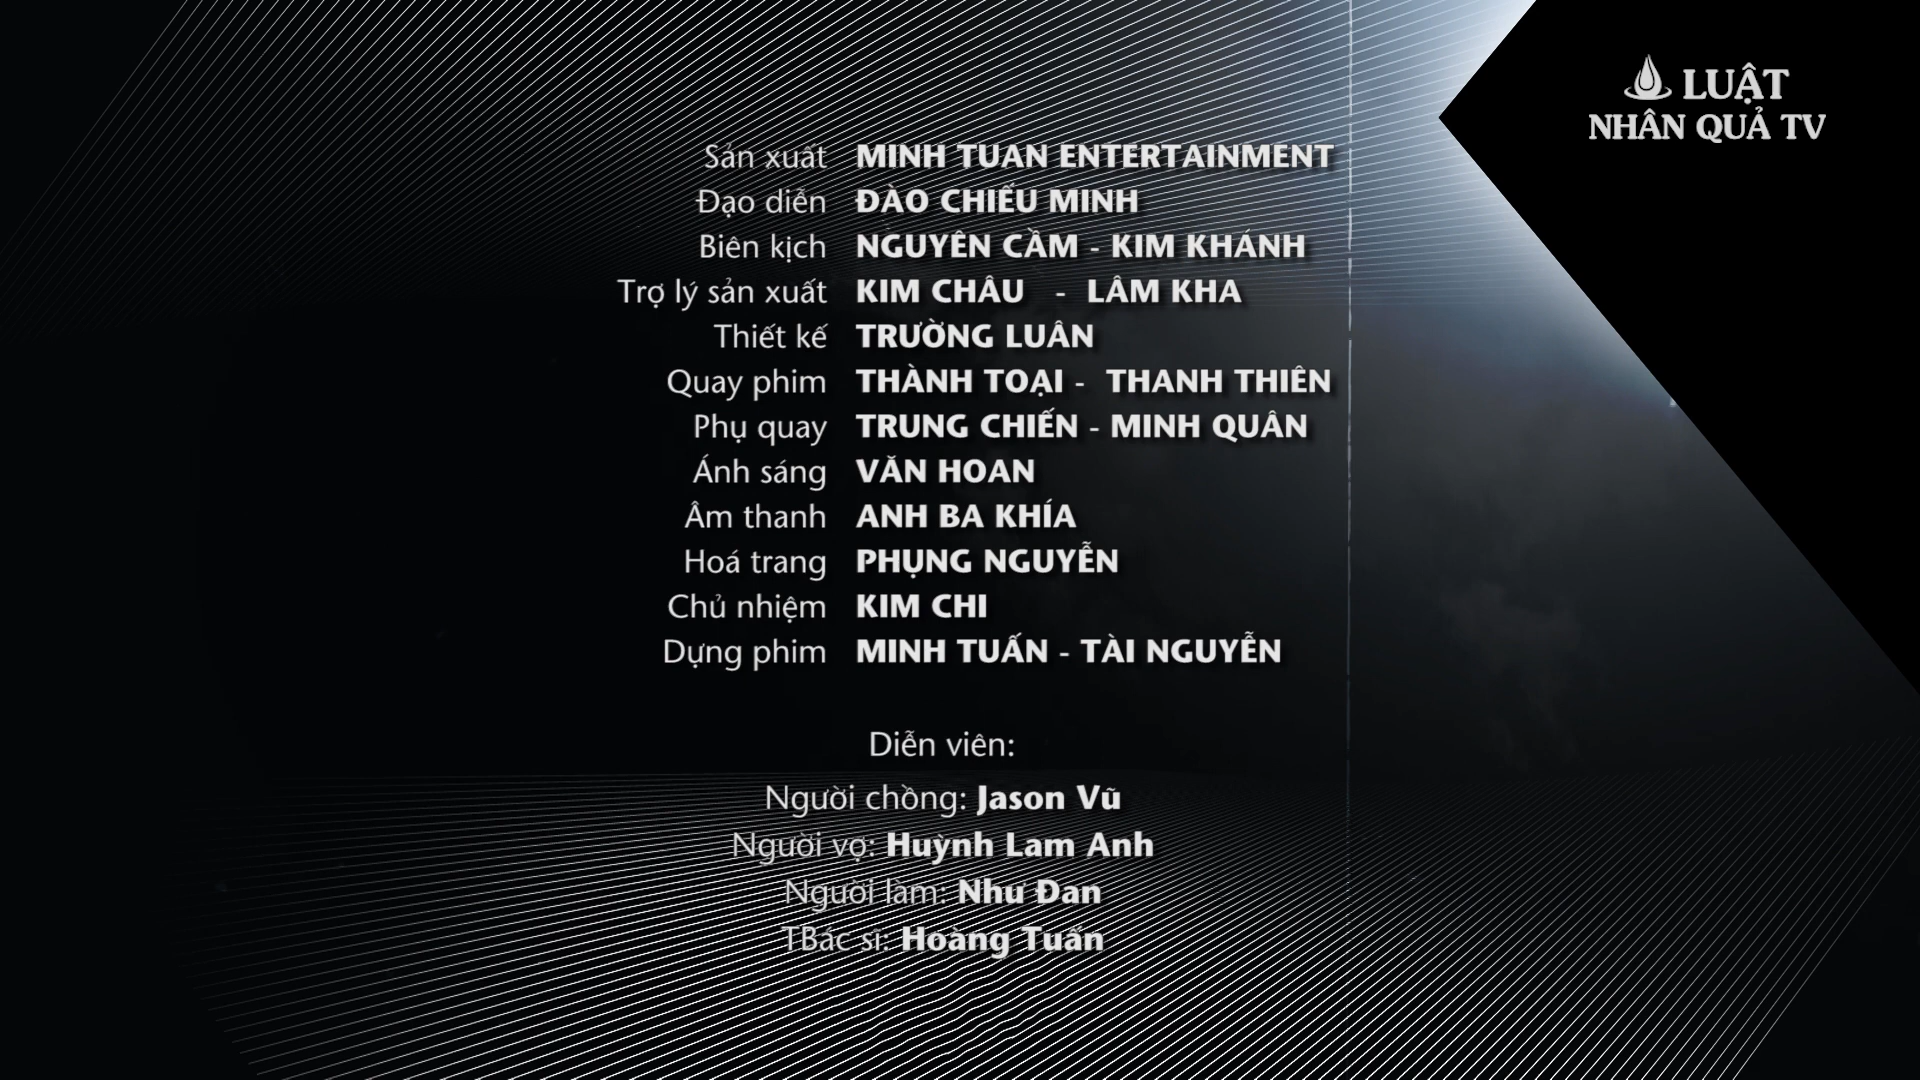 LUẬT
NHÂN QUẢ TV
Sản xuất MINH TUAN ENTERTAINMENT
Đạo diễn ĐÀO CHIẾU MINH
Biên kịch NGUYÊN CẦM - KIM KHÁNH
Trợ lý sản xuất KIM CHÂU - LÂM KHA
Thiết kế TRƯỜNG LUÂN
Quay phim THÀNH TOẠI - THANH THIÊN
Phụ quay TRUNG CHIẾN - MINH QUÂN
Ánh sáng VĂN HOAN
Âm thanh ANH BA KHÍA
Hoá trang PHỤNG NGUYỄN
Chủ nhiệm KIM CHI
Dựng phim MINH TUẤN - TÀI NGUYỄN
Diễn viên:
Người chồng: Jason Vũ
Người vợ: Huỳnh Lam Anh
Người làm: Như Đan
TBác sĩ: Hoàng Tuấn